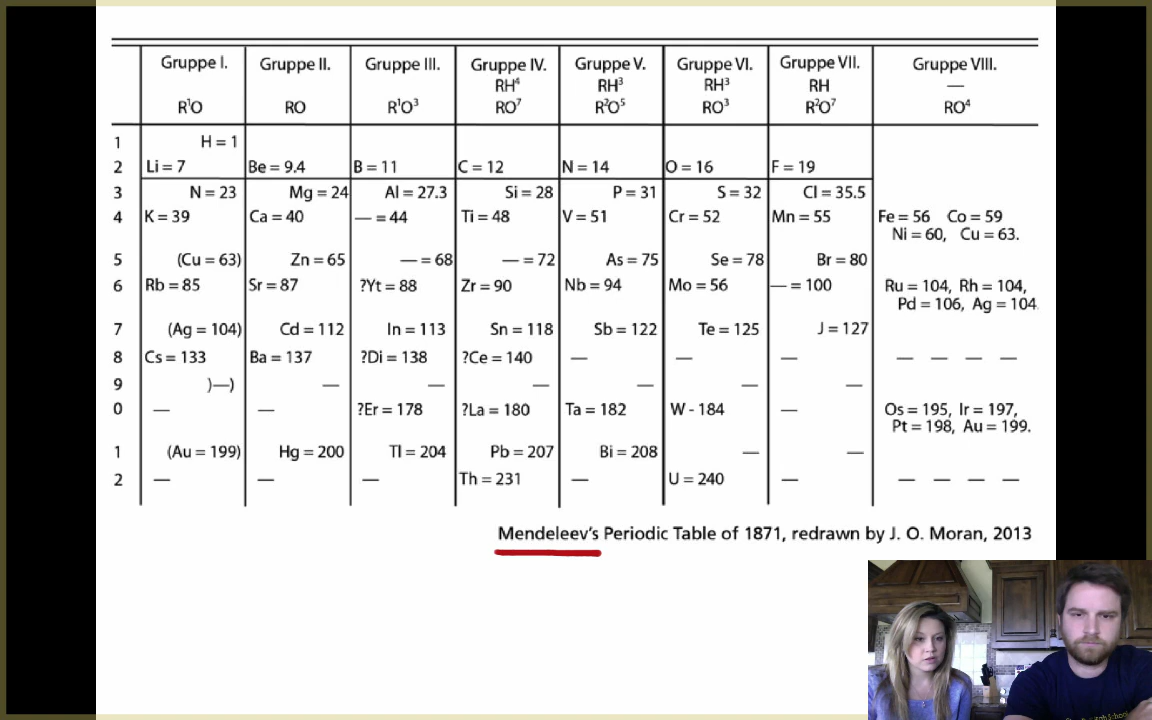 Gruppe I. Gruppe II. Gruppe III. Gruppe IV. Gruppe V. Gruppe VI. Gruppe VII. Gruppe VIII.
RH⁴ RH³ RH³ RH —
R¹O RO R¹O³ RO⁷ R²O⁵ RO³ R²O⁷ RO⁴
1 H = 1
2 Li = 7 Be = 9.4 B = 11 C = 12 N = 14 O = 16 F = 19
3 N = 23 Mg = 24 Al = 27.3 Si = 28 P = 31 S = 32 Cl = 35.5
4 K = 39 Ca = 40 — = 44 Ti = 48 V = 51 Cr = 52 Mn = 55 Fe = 56 Co = 59
Ni = 60, Cu = 63.
5 (Cu = 63) Zn = 65 — = 68 — = 72 As = 75 Se = 78 Br = 80
6 Rb = 85 Sr = 87 ?Yt = 88 Zr = 90 Nb = 94 Mo = 56 — = 100 Ru = 104, Rh = 104,
Pd = 106, Ag = 104
7 (Ag = 104) Cd = 112 In = 113 Sn = 118 Sb = 122 Te = 125 J = 127
8 Cs = 133 Ba = 137 ?Di = 138 ?Ce = 140 — — — — — — —
9 )—) — — — — — —
0 — — ?Er = 178 ?La = 180 Ta = 182 W - 184 — Os = 195, Ir = 197,
Pt = 198, Au = 199.
1 (Au = 199) Hg = 200 Tl = 204 Pb = 207 Bi = 208 — —
2 — — — Th = 231 — U = 240 — — — — —
Mendeleev's Periodic Table of 1871, redrawn by J. O. Moran, 2013